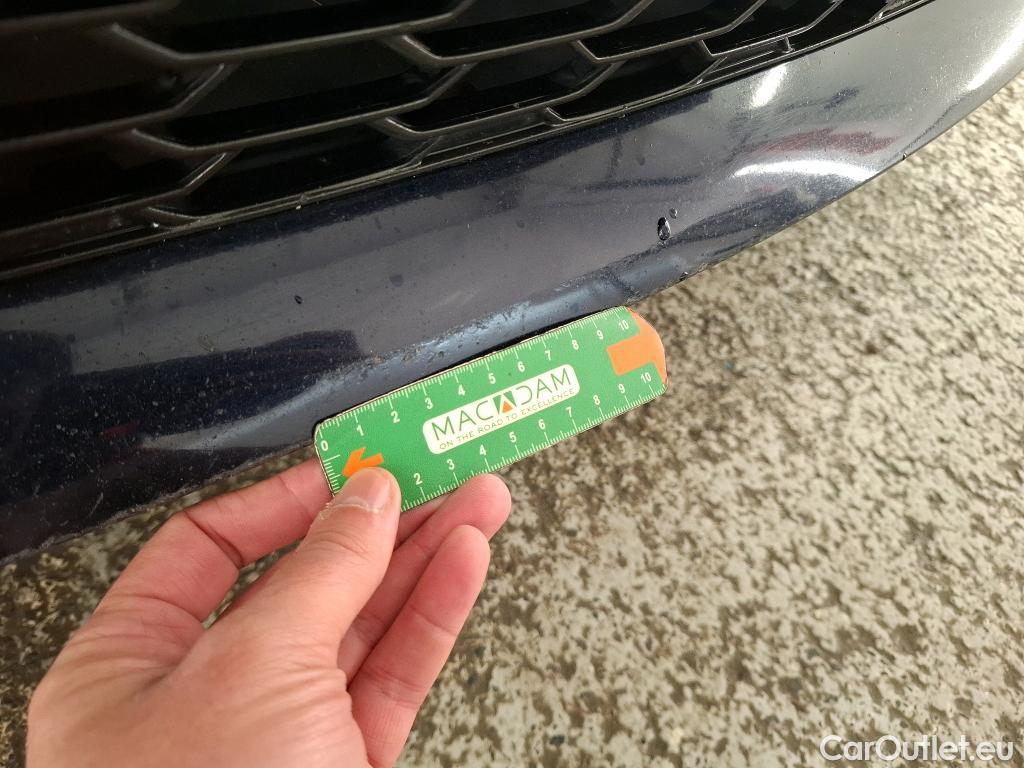 0 1 2 3 4 5 6 7 8 9 10
MACADAM
ON THE ROAD TO EXCELLENCE
2 3 4 5 6 7 8 9 10
CarOutlet.eu